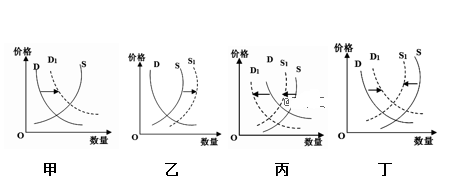 价格 价格 价格 价格
D D₁ S
D S S₁
D₁ D S₁ S
D D₁ S₁ S
O 数量 O 数量 O 数量 O 数量
甲 乙 丙 丁